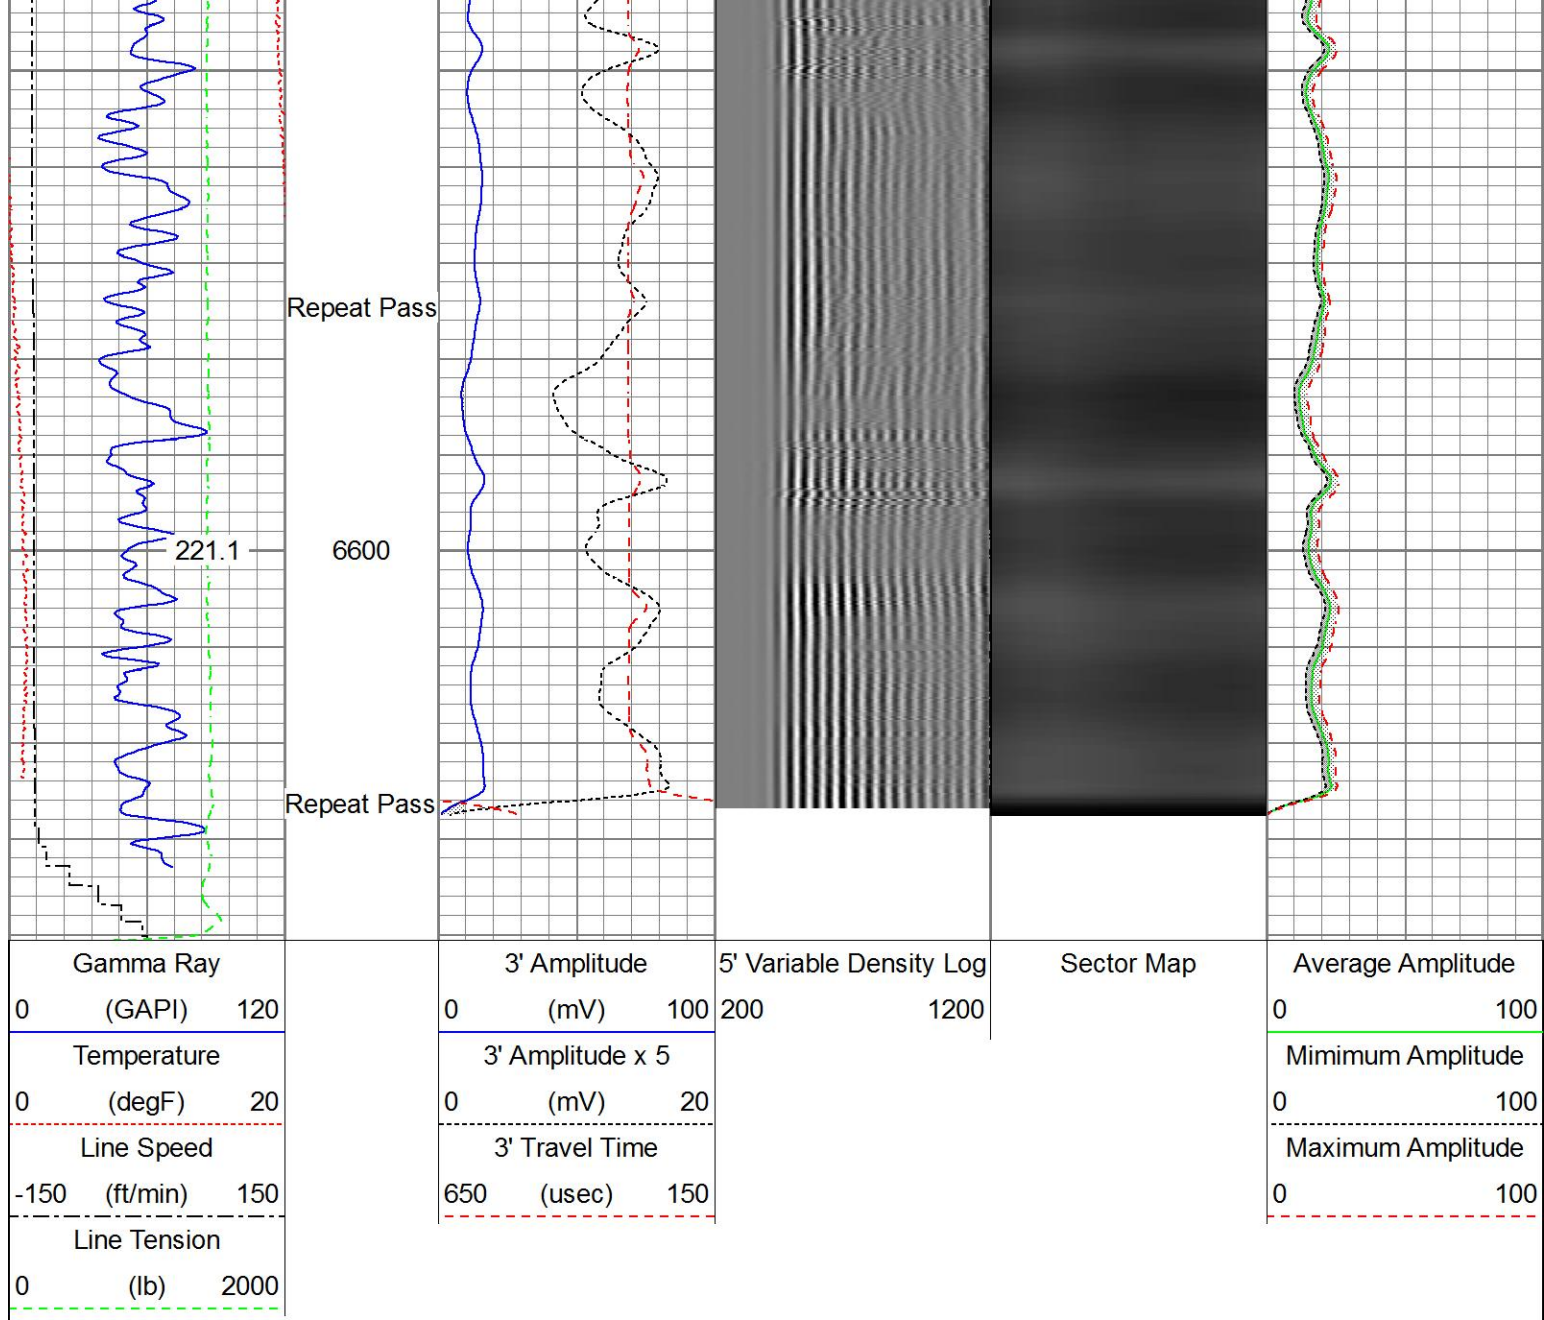 Repeat Pass
221.1
6600
Repeat Pass
Gamma Ray
0 (GAPI) 120
Temperature
0 (degF) 20
Line Speed
-150 (ft/min) 150
Line Tension
0 (lb) 2000
3' Amplitude
0 (mV) 100
3' Amplitude x 5
0 (mV) 20
3' Travel Time
650 (usec) 150
5' Variable Density Log
200 1200
Sector Map
Average Amplitude
0 100
Mimimum Amplitude
0 100
Maximum Amplitude
0 100